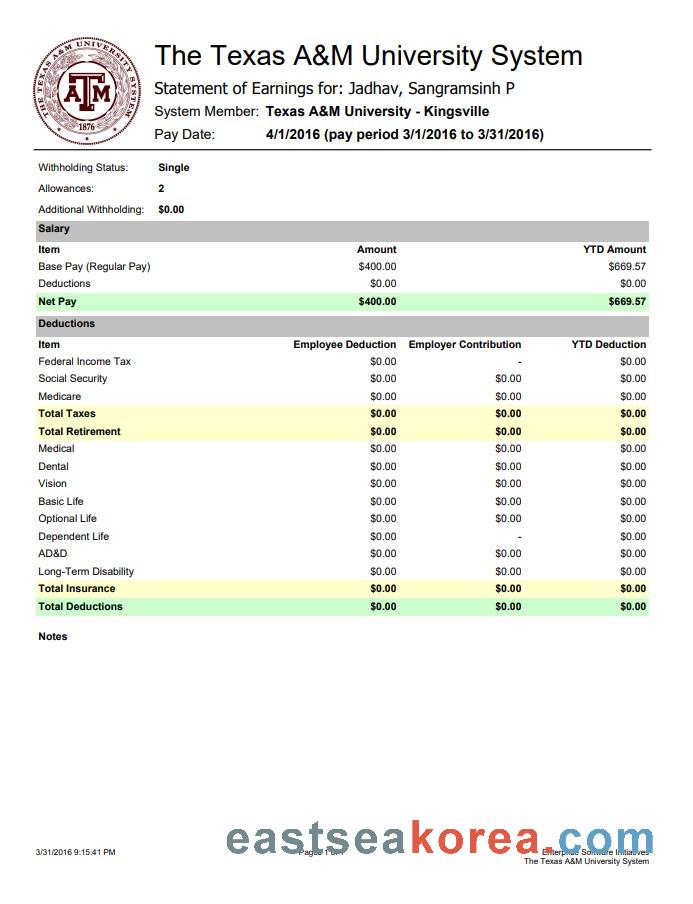 THE TEXAS A&M UNIVERSITY SYSTEM
ATM
1876
The Texas A&M University System
Statement of Earnings for: Jadhav, Sangramsinh P
System Member: Texas A&M University - Kingsville
Pay Date: 4/1/2016 (pay period 3/1/2016 to 3/31/2016)
Withholding Status: Single
Allowances: 2
Additional Withholding: $0.00
Salary
Item Amount YTD Amount
Base Pay (Regular Pay) $400.00 $669.57
Deductions $0.00 $0.00
Net Pay $400.00 $669.57
Deductions
Item Employee Deduction Employer Contribution YTD Deduction
Federal Income Tax $0.00 - $0.00
Social Security $0.00 $0.00 $0.00
Medicare $0.00 $0.00 $0.00
Total Taxes $0.00 $0.00 $0.00
Total Retirement $0.00 $0.00 $0.00
Medical $0.00 $0.00 $0.00
Dental $0.00 $0.00 $0.00
Vision $0.00 $0.00 $0.00
Basic Life $0.00 $0.00 $0.00
Optional Life $0.00 $0.00 $0.00
Dependent Life $0.00 - $0.00
AD&D $0.00 $0.00 $0.00
Long-Term Disability $0.00 $0.00 $0.00
Total Insurance $0.00 $0.00 $0.00
Total Deductions $0.00 $0.00 $0.00
Notes
eastseakorea.com
3/31/2016 9:15:41 PM Page 1 of 1 Enterprise Software Initiatives
The Texas A&M University System